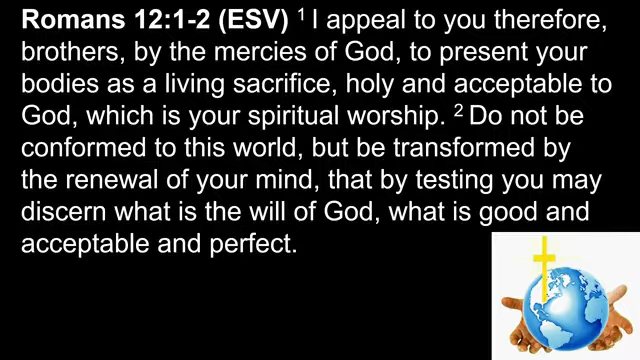 Romans 12:1-2 (ESV) 1 I appeal to you therefore,
brothers, by the mercies of God, to present your
bodies as a living sacrifice, holy and acceptable to
God, which is your spiritual worship. 2 Do not be
conformed to this world, but be transformed by
the renewal of your mind, that by testing you may
discern what is the will of God, what is good and
acceptable and perfect.